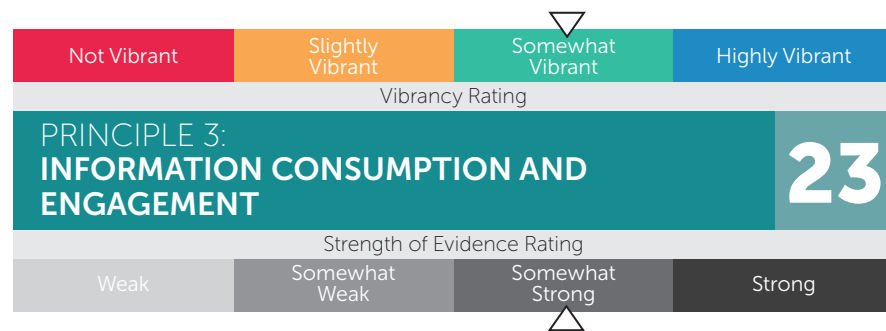 Not Vibrant
Slightly
Vibrant
Somewhat
Vibrant
Highly Vibrant
Vibrancy Rating
PRINCIPLE 3:
INFORMATION CONSUMPTION AND
ENGAGEMENT
23
Strength of Evidence Rating
Weak
Somewhat
Weak
Somewhat
Strong
Strong